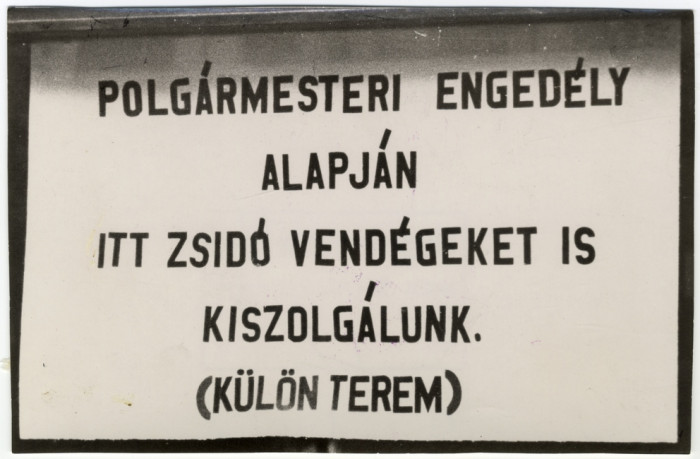 POLGÁRMESTERI ENGEDÉLY
ALAPJÁN
ITT ZSIDÓ VENDÉGEKET IS
KISZOLGÁLUNK.
(KÜLÖN TEREM)